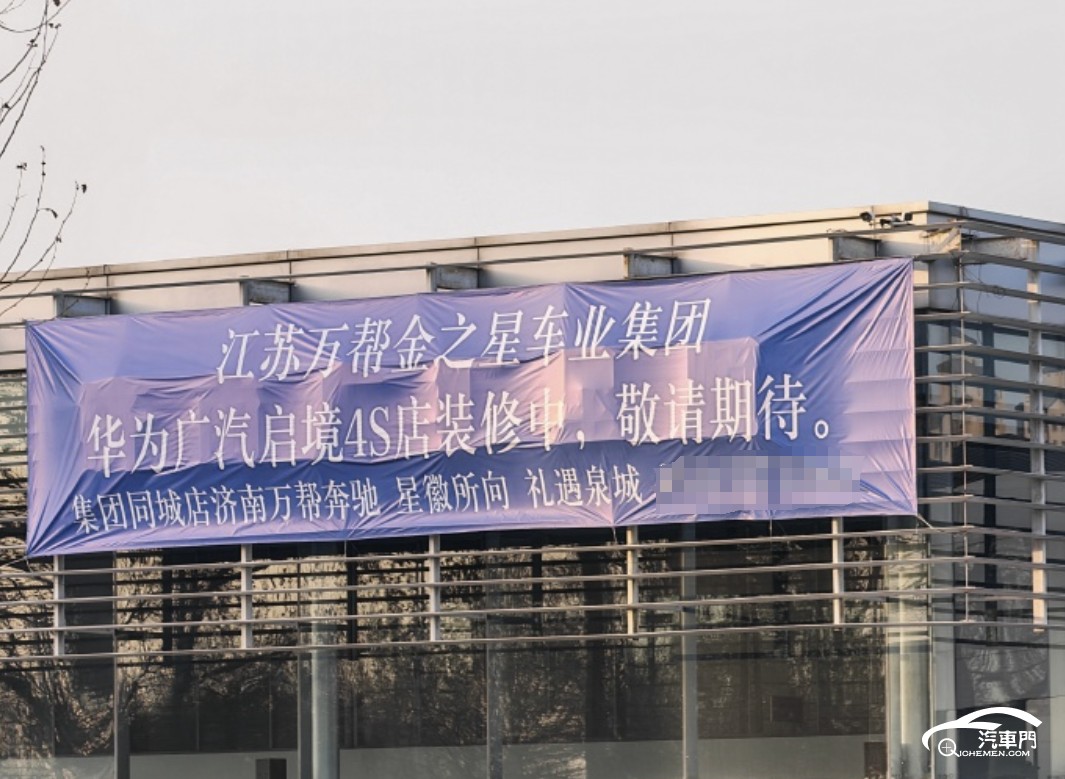 江苏万帮金之星车业集团
华为广汽启境4S店装修中，敬请期待。
集团同城店济南万帮奔驰 星徽所向 礼遇泉城
汽車門
QICHEMEN.COM